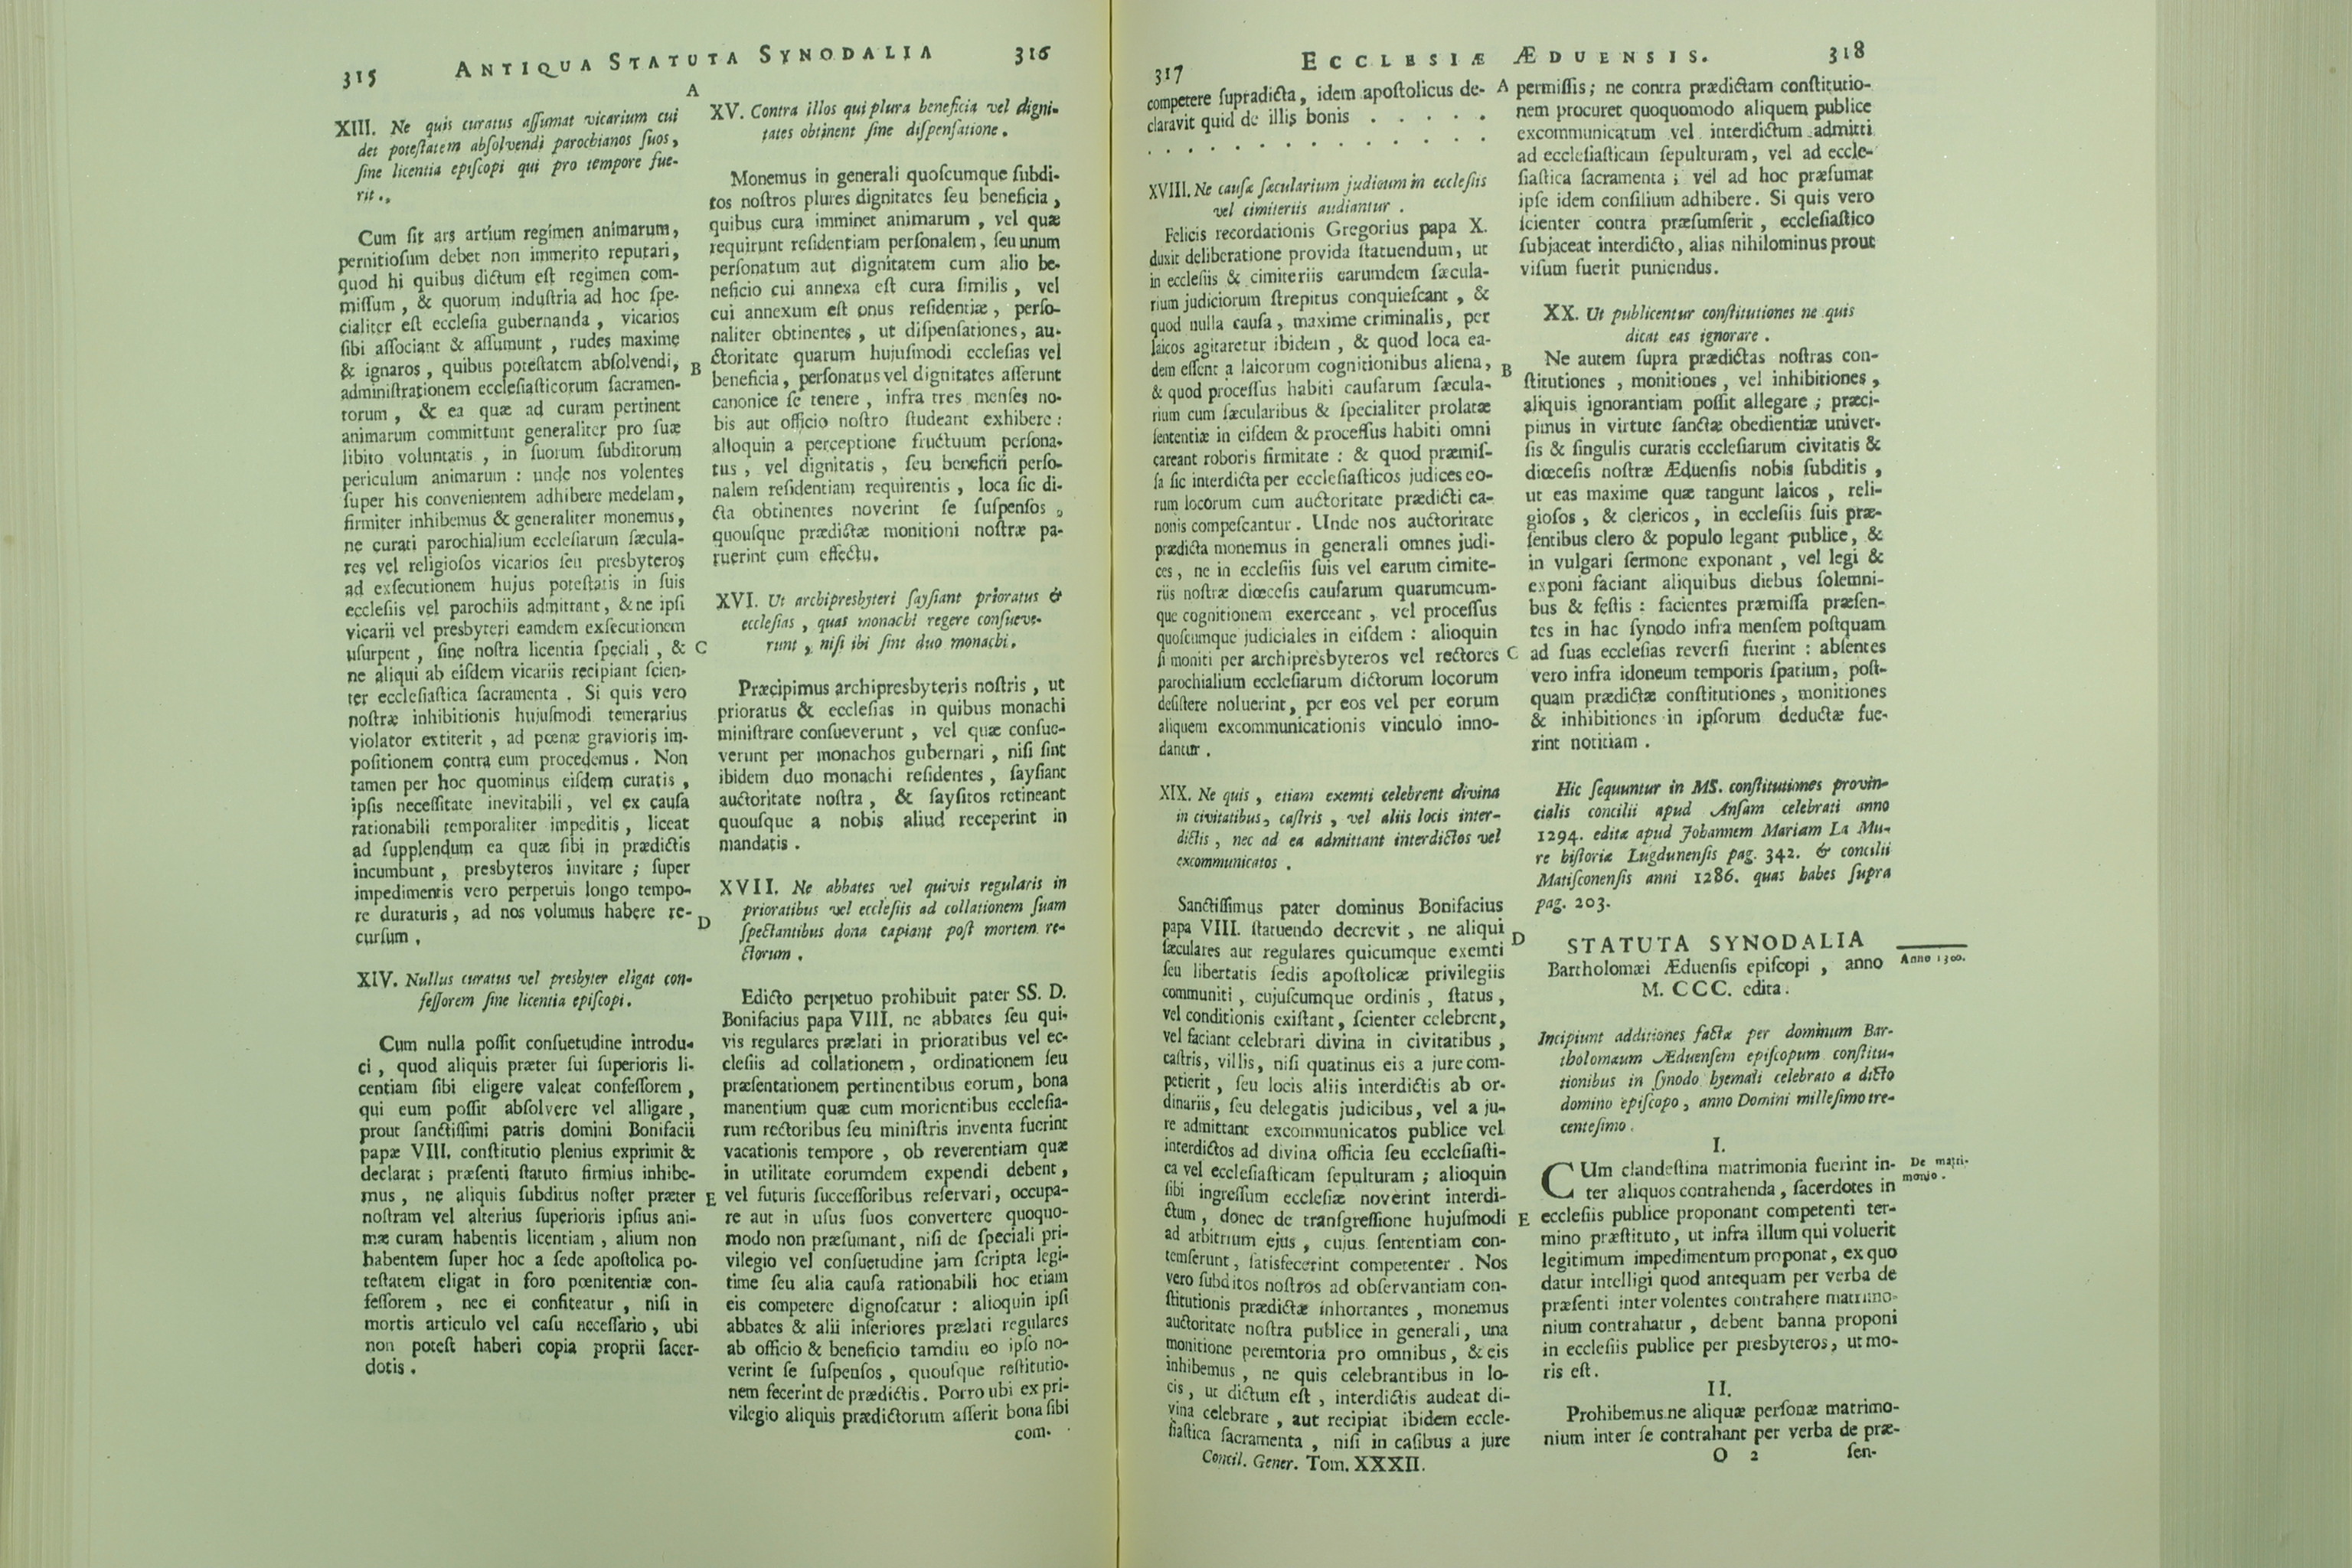 315 ANTIQUA STATUTA SYNODALIA 316
XIII. Ne quis curatus assumat vicarium cui
det potestatem absolvendi parochianos suos,
sine licentia episcopi qui pro tempore fue-
rit.,
Cum sit ars artium regimen animarum,
pernitiosum debet non immerito reputari,
quod hi quibus dictum est regimen com-
missum, & quorum industria ad hoc spe-
cialiter est ecclesia gubernanda, vicarios
sibi associant & assumunt, rudes maxime
& ignaros, quibus potestatem absolvendi,
administrationem ecclesiasticorum sacramen-
torum, & ea quæ ad curam pertinent
animarum committunt generaliter pro suæ
libito voluntatis, in suorum subditorum
periculum animarum : unde nos volentes
super his convenientem adhibere medelam,
firmiter inhibemus & generaliter monemus,
ne curati parochialium ecclesiarum sæcula-
res vel religiosos vicarios seu presbyteros
ad exsecutionem hujus potestatis in suis
ecclesiis vel parochiis admittant, & ne ipsi
vicarii vel presbyteri eamdem exsecutionem
usurpent, sine nostra licentia speciali, &
ne aliqui ab eisdem vicariis recipiant scien-
ter ecclesiastica sacramenta. Si quis vero
nostræ inhibitionis hujusmodi temerarius
violator extiterit, ad pœnæ gravioris im-
positionem contra eum procedemus. Non
tamen per hoc quominus eisdem curatis,
ipsis necessitate inevitabili, vel ex causa
rationabili temporaliter impeditis, liceat
ad supplendum ea quæ sibi in prædictis
incumbunt, presbyteros invitare; super
impedimentis vero perpetuis longo tempo-
re duraturis, ad nos volumus habere re-
cursum.
XIV. Nullus curatus vel presbyter eligat con-
fessorem sine licentia episcopi.
Cum nulla possit consuetudine introdu-
ci, quod aliquis præter sui superioris li-
centiam sibi eligere valeat confessorem,
qui eum possit absolvere vel alligare,
prout sanctissimi patris domini Bonifacii
papæ VIII. constitutio plenius exprimit &
declarat; præsenti statuto firmius inhibe-
mus, ne aliquis subditus noster præter
nostram vel alterius superioris ipsius ani-
mæ curam habentis licentiam, alium non
habentem super hoc a sede apostolica po-
testatem eligat in foro pœnitentiæ con-
fessorem, nec ei confiteatur, nisi in
mortis articulo vel casu necessario, ubi
non potest haberi copia proprii sacer-
dotis.
A
B
C
D
E
XV. Contra illos qui plura beneficia vel digni-
tates obtinent sine dispensatione.
Monemus in generali quoscumque subdi-
tos nostros plures dignitates seu beneficia,
quibus cura imminet animarum, vel quæ
requirunt residentiam personalem, seu unum
personatum aut dignitatem cum alio be-
neficio cui annexa est cura similis, vel
cui annexum est onus residentiæ, perso-
naliter obtinentes, ut dispensationes, au-
ctoritate quarum hujusmodi ecclesias vel
beneficia, personatus vel dignitates asserunt
canonice se tenere, infra tres menses no-
bis aut officio nostro studeant exhibere :
alloquin a perceptione fructuum persona-
tus, vel dignitatis, seu beneficii perso-
nalem residentiam requirentis, loca sic di-
cta obtinentes noverint se suspensos,
quousque prædictæ monitioni nostræ pa-
ruerint cum effectu.
XVI. Ut archipresbyteri saysiant prioratus &
ecclesias, quas monachi regere consueve-
runt, nisi ibi sint duo monachi.
Præcipimus archipresbyteris nostris, ut
prioratus & ecclesias in quibus monachi
ministrare consueverunt, vel quæ consue-
verunt per monachos gubernari, nisi sint
ibidem duo monachi residentes, saysiant
auctoritate nostra, & saysitos retineant
quousque a nobis aliud receperint in
mandatis.
XVII. Ne abbates vel quivis regularis in
prioratibus vel ecclesiis ad collationem suam
spectantibus dona capiant post mortem re-
ctorum.
Edicto perpetuo prohibuit pater SS. D.
Bonifacius papa VIII. ne abbates seu qui-
vis regulares prælati in prioratibus vel ec-
clesiis ad collationem, ordinationem seu
præsentationem pertinentibus eorum, bona
manentium quæ cum morientibus ecclesia-
rum rectoribus seu ministris inventa fuerint
vacationis tempore, ob reverentiam quæ
in utilitate eorumdem expendi debent,
vel futuris successoribus reservari, occupa-
re aut in usus suos convertere quoquo-
modo non præsumant, nisi de speciali pri-
vilegio vel consuetudine jam scripta legi-
time seu alia causa rationabili hoc etiam
eis competere dignoscatur : alioquin ipsi
abbates & alii inferiores prælati regulares
ab officio & beneficio tamdiu eo ipso no-
verint se suspensos, quousque restitutio-
nem fecerint de prædictis. Porro ubi ex pri-
vilegio aliquis prædictorum asserit bona sibi
com-
317 ECCLESIÆ ÆDUENSIS. 318
competere supradicta, idem apostolicus de-
claravit quid de illis bonis . . . . .
. . . . . . . . . . . . .
XVIII. Ne causæ sæcularium judicum in ecclesiis
vel cimiteriis audiantur.
Felicis recordationis Gregorius papa X.
duxit deliberatione provida statuendum, ut
in ecclesiis & cimiteriis earumdem sæcula-
rium judiciorum strepitus conquiescant, &
quod nulla causa, maxime criminalis, per
laicos agitaretur ibidem, & quod loca ea-
dem essent a laicorum cognitionibus aliena,
& quod processus habiti causarum sæcula-
rium cum sæcularibus & specialiter prolatæ
sententiæ in eisdem & processus habiti omni
careant roboris firmitate : & quod præmis-
sa sic interdicta per ecclesiasticos judices eo-
rum locorum cum auctoritate prædicti ca-
nonis compescantur. Unde nos auctoritate
prædicta monemus in generali omnes judi-
ces, ne in ecclesiis suis vel earum cimite-
riis nostræ diœcesis causarum quarumcum-
que cognitionem exerceant, vel processus
quoscumque judiciales in eisdem : alioquin
si moniti per archipresbyteros vel rectores
parochialium ecclesiarum dictorum locorum
desistere noluerint, per eos vel per eorum
aliquem excommunicationis vinculo inno-
dantur.
XIX. Ne quis, etiam exemti celebrent divina
in civitatibus, castris, vel aliis locis inter-
dictis, nec ad ea admittant interdictos vel
excommunicatos.
Sanctissimus pater dominus Bonifacius
papa VIII. statuendo decrevit, ne aliqui
sæculares aut regulares quicumque exemti
seu libertatis sedis apostolicæ privilegiis
communiti, cujuscumque ordinis, status,
vel conditionis existant, scienter celebrent,
vel faciant celebrari divina in civitatibus,
castris, villis, nisi quatinus eis a jure com-
petierit, seu locis aliis interdictis ab or-
dinariis, seu delegatis judicibus, vel a ju-
re admittant excommunicatos publice vel
interdictos ad divina officia seu ecclesiasti-
ca vel ecclesiasticam sepulturam; alioquin
sibi ingressum ecclesiæ noverint interdi-
ctum, donec de transgressione hujusmodi
ad arbitrium ejus, cujus sententiam con-
temserunt, satisfecerint competenter. Nos
vero subditos nostros ad observantiam con-
stitutionis prædictæ inhortantes, monemus
auctoritate nostra publice in generali, una
monitione peremtoria pro omnibus, & eis
inhibemus, ne quis celebrantibus in lo-
cis, ut dictum est, interdictis audeat di-
vina celebrare, aut recipiat ibidem eccle-
siastica sacramenta, nisi in casibus a jure
Concil. Gener. Tom. XXXII.
A
B
C
D
E
permissis; ne contra prædictam constitutio-
nem procuret quoquomodo aliquem publice
excommunicatum vel interdictum admitti
ad ecclesiasticam sepulturam, vel ad eccle-
siastica sacramenta; vel ad hoc præsumat
ipse idem consilium adhibere. Si quis vero
scienter contra præsumserit, ecclesiastico
subjaceat interdicto, alias nihilominus prout
visum fuerit puniendus.
XX. Ut publicentur constitutiones ne quis
dicat eas ignorare.
Ne autem supra prædictas nostras con-
stitutiones, monitiones, vel inhibitiones,
aliquis ignorantiam possit allegare; præci-
pimus in virtute sanctæ obedientiæ univer-
sis & singulis curatis ecclesiarum civitatis &
diœcesis nostræ Æduensis nobis subditis,
ut eas maxime quæ tangunt laicos, reli-
giosos, & clericos, in ecclesiis suis præ-
sentibus clero & populo legant publice, &
in vulgari sermone exponant, vel legi &
exponi faciant aliquibus diebus solemni-
bus & festis : facientes præmissa præsen-
tes in hac synodo infra mensem postquam
ad suas ecclesias reversi fuerint : absentes
vero infra idoneum temporis spatium, post-
quam prædictæ constitutiones, monitiones
& inhibitiones in ipsorum deductæ fue-
rint notitiam.
Hic sequuntur in MS. constitutiones provin-
cialis concilii apud Ansam celebrati anno
1294. editæ apud Johannem Mariam La Mu-
re historiæ Lugdunensis pag. 342. & concilii
Matisconensis anni 1286. quas habes supra
pag. 203.
STATUTA SYNODALIA
Bartholomæi Æduensis episcopi, anno
M. CCC. edita.
Anno 1300.
Incipiunt additiones factæ per dominum Bar-
tholomæum Æduensem episcopum constitu-
tionibus in synodo hyemali celebrato a dicto
domino episcopo, anno Domini millesimo tre-
centesimo.
I.
CUm clandestina matrimonia fuerint in-
ter aliquos contrahenda, sacerdotes in
ecclesiis publice proponant competenti ter-
mino præstituto, ut infra illum qui voluerit
legitimum impedimentum proponat, ex quo
datur intelligi quod antequam per verba de
præsenti inter volentes contrahere matrimo-
nium contrahatur, debent banna proponi
in ecclesiis publice per presbyteros, ut mo-
ris est.
De matri-
monio.
II.
Prohibemus ne aliquæ personæ matrimo-
nium inter se contrahant per verba de præ-
O 2 sen-